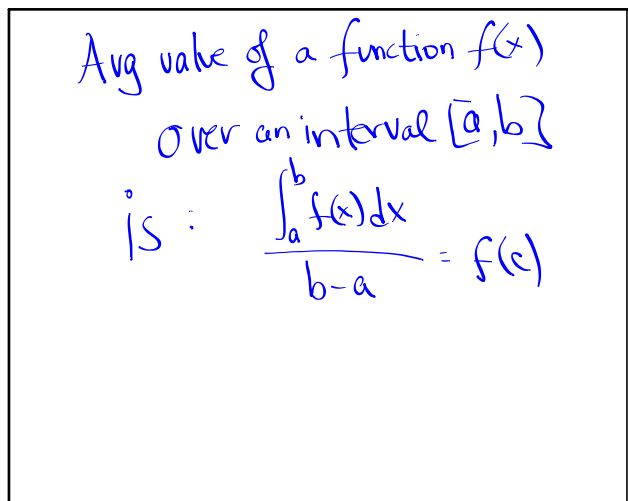 Avg value of a function f(x)
over an interval [a,b]
is : ∫_a^b f(x)dx / b-a = f(c)